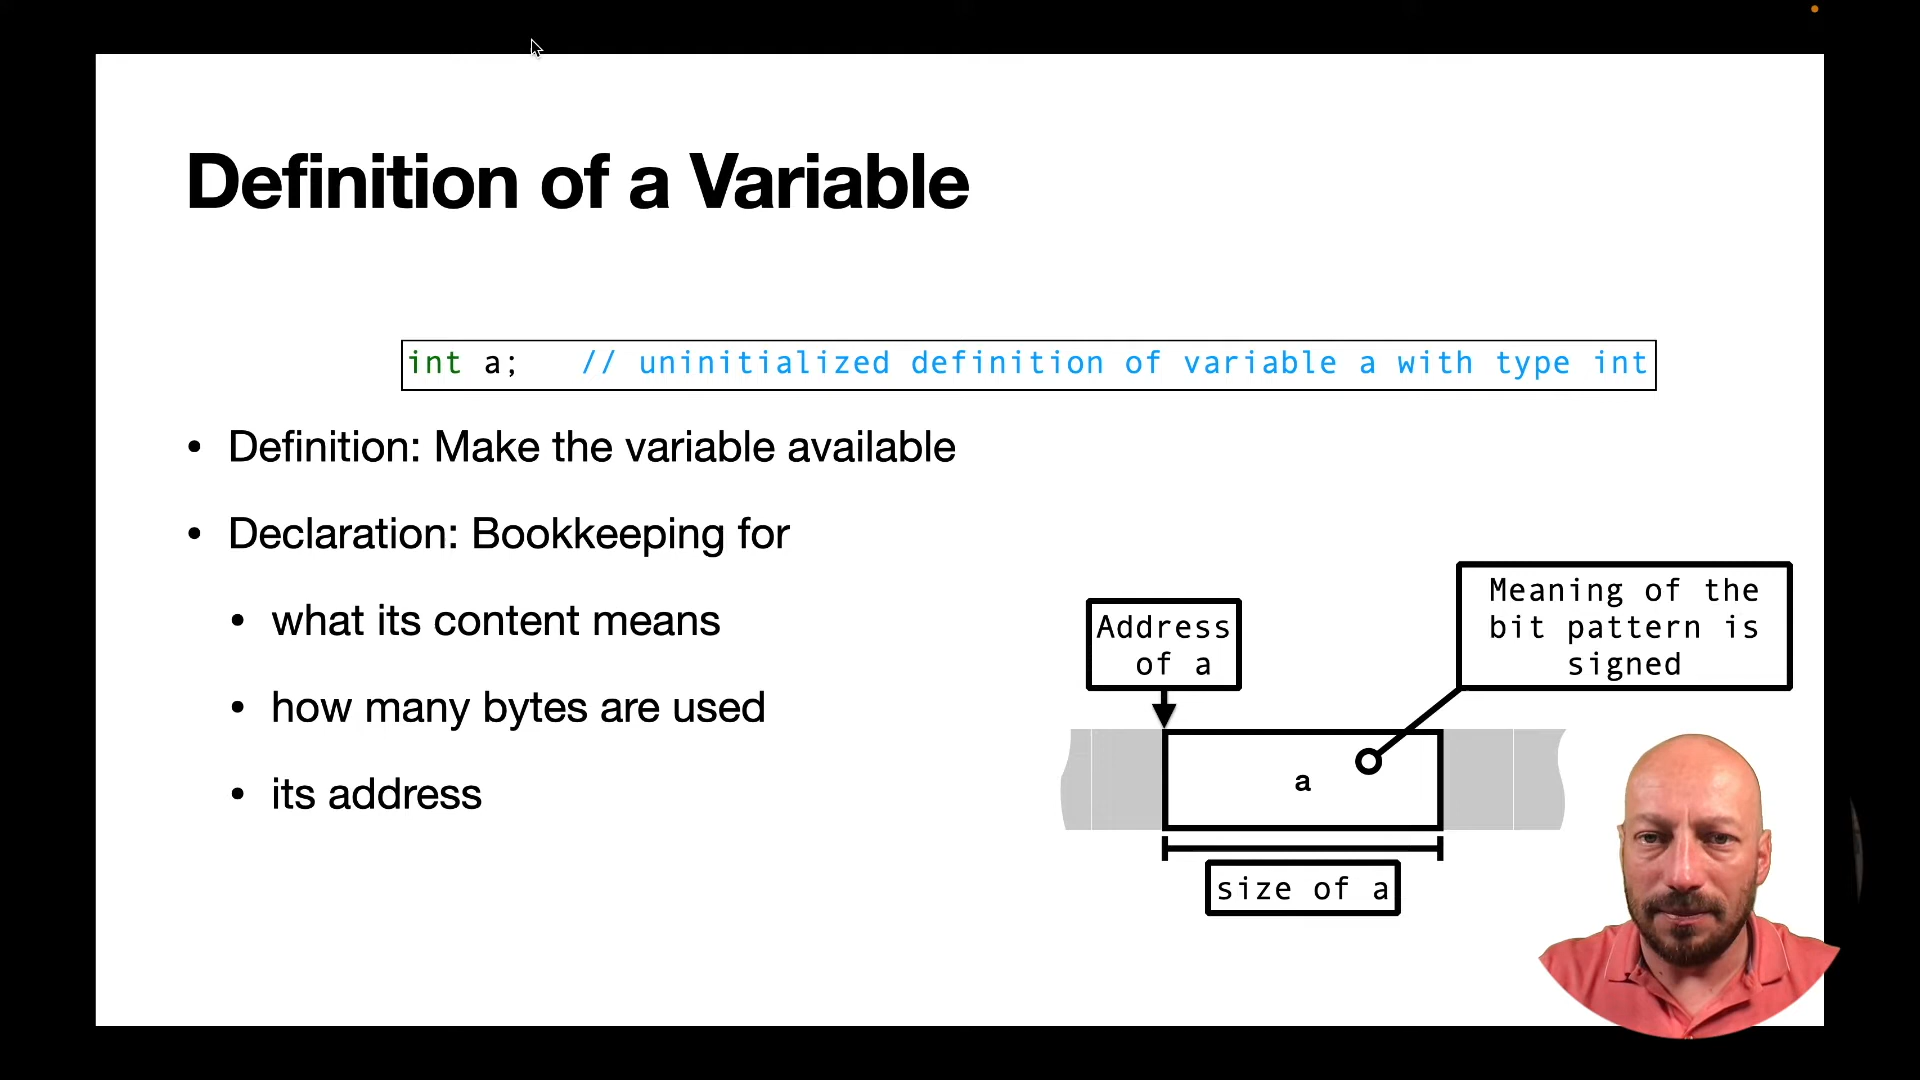 Definition of a Variable
int a;   // uninitialized definition of variable a with type int
• Definition: Make the variable available
• Declaration: Bookkeeping for
• what its content means
• how many bytes are used
• its address
Address
of a
Meaning of the
bit pattern is
signed
a
size of a